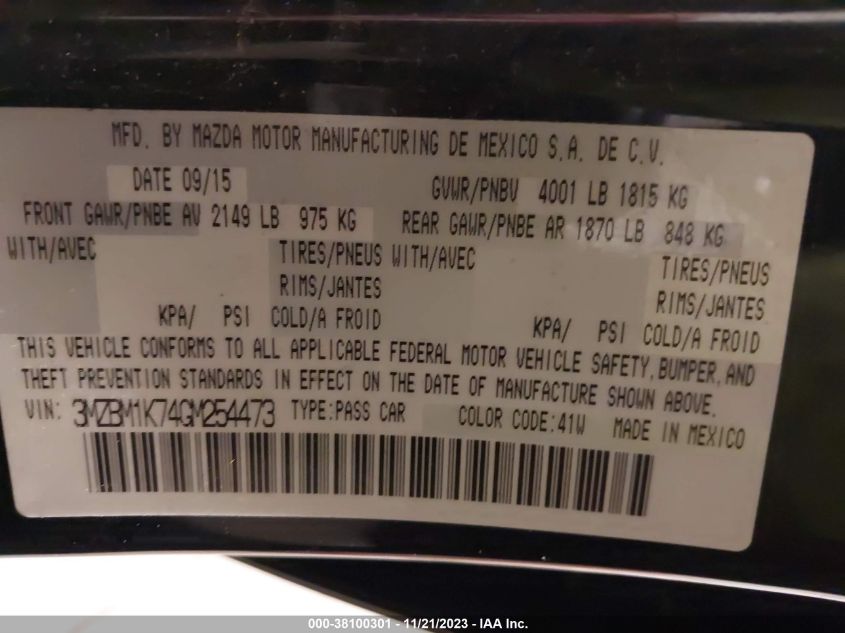 MFD. BY MAZDA MOTOR MANUFACTURING DE MEXICO S.A. DE C.V.
DATE 09/15 GVWR/PNBV 4001 LB 1815 KG
FRONT GAWR/PNBE AV 2149 LB 975 KG REAR GAWR/PNBE AR 1870 LB 848 KG
WITH/AVEC TIRES/PNEUS WITH/AVEC TIRES/PNEUS
RIMS/JANTES RIMS/JANTES
KPA/ PSI COLD/A FROID KPA/ PSI COLD/A FROID
THIS VEHICLE CONFORMS TO ALL APPLICABLE FEDERAL MOTOR VEHICLE SAFETY, BUMPER, AND
THEFT PREVENTION STANDARDS IN EFFECT ON THE DATE OF MANUFACTURE SHOWN ABOVE.
VIN: 3MZBM1K74GM254473 TYPE:PASS CAR COLOR CODE:41W MADE IN MEXICO
000-38100301 - 11/21/2023 - IAA Inc.